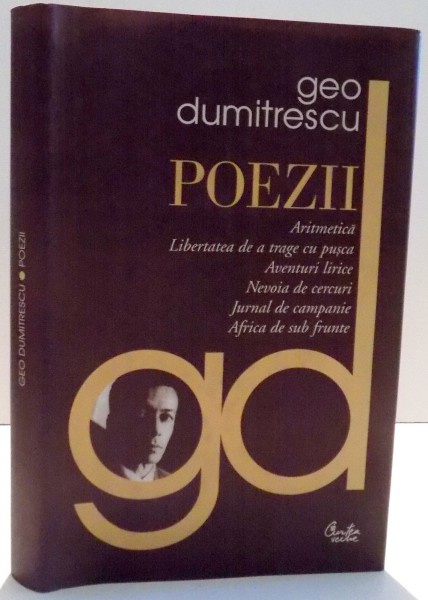 geo
dumitrescu
POEZII
Aritmetică
Libertatea de a trage cu pușca
Aventuri lirice
Nevoia de cercuri
Jurnal de campanie
Africa de sub frunte
gd
Curtea
veche
GEO DUMITRESCU • POEZII